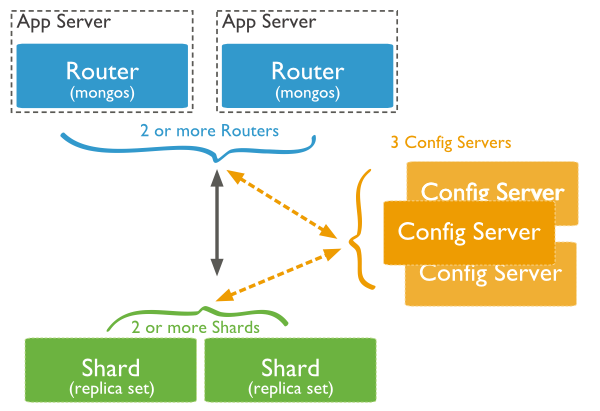 App Server
App Server
Router
(mongos)
Router
(mongos)
2 or more Routers
3 Config Servers
Config Server
Config Server
Config Server
2 or more Shards
Shard
(replica set)
Shard
(replica set)